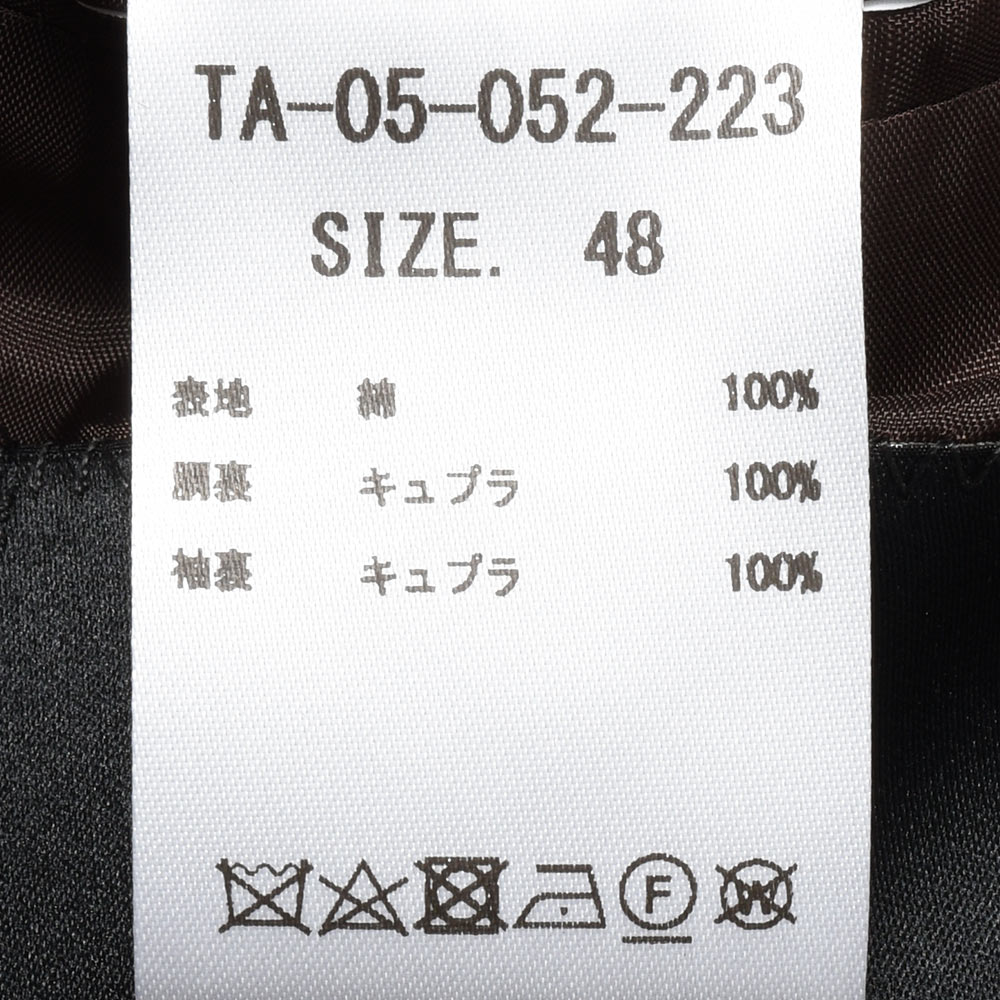 TA-05-052-223
SIZE. 48
表地 綿 100%
胴裏 キュプラ 100%
袖裏 キュプラ 100%
F W